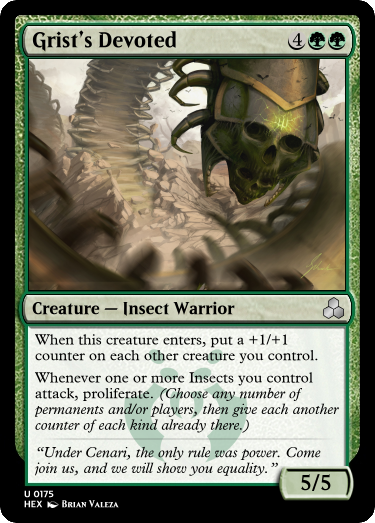 Grist's Devoted 4
Creature — Insect Warrior
When this creature enters, put a +1/+1
counter on each other creature you control.
Whenever one or more Insects you control
attack, proliferate. (Choose any number of
permanents and/or players, then give each another
counter of each kind already there.)
“Under Cenari, the only rule was power. Come
join us, and we will show you equality.”
5/5
U 0175
HEX Brian Valeza